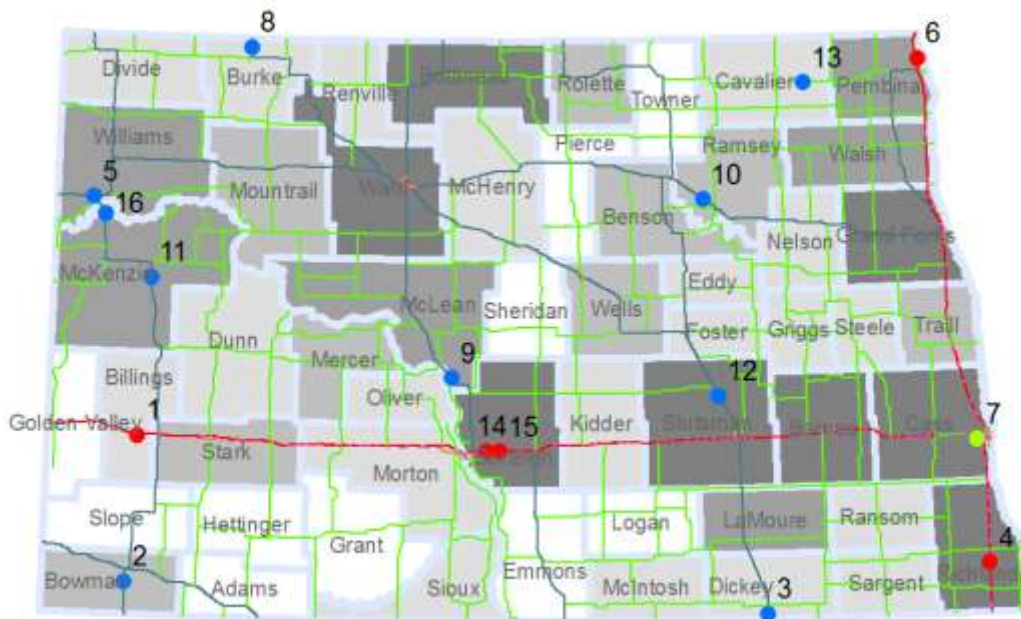 8
6
Divide
Burke
Renville
Rolette
Towner
Cavalier
13
Pembina
Williams
Pierce
Ramsey
Walsh
5
16
Mountrail
Ward
McHenry
10
Benson
Nelson
Grand Forks
11
McKenzie
McLean
Sheridan
Wells
Eddy
Foster
Griggs
Steele
Traill
Dunn
Mercer
9
12
Billings
Oliver
1
Golden Valley
14
15
Kidder
Stutsman
Cass
7
Stark
Morton
Slope
Hettinger
Grant
Logan
LaMoure
Ransom
2
Bowman
Adams
Sioux
Emmons
McIntosh
Dickey
3
Sargent
4
Richland